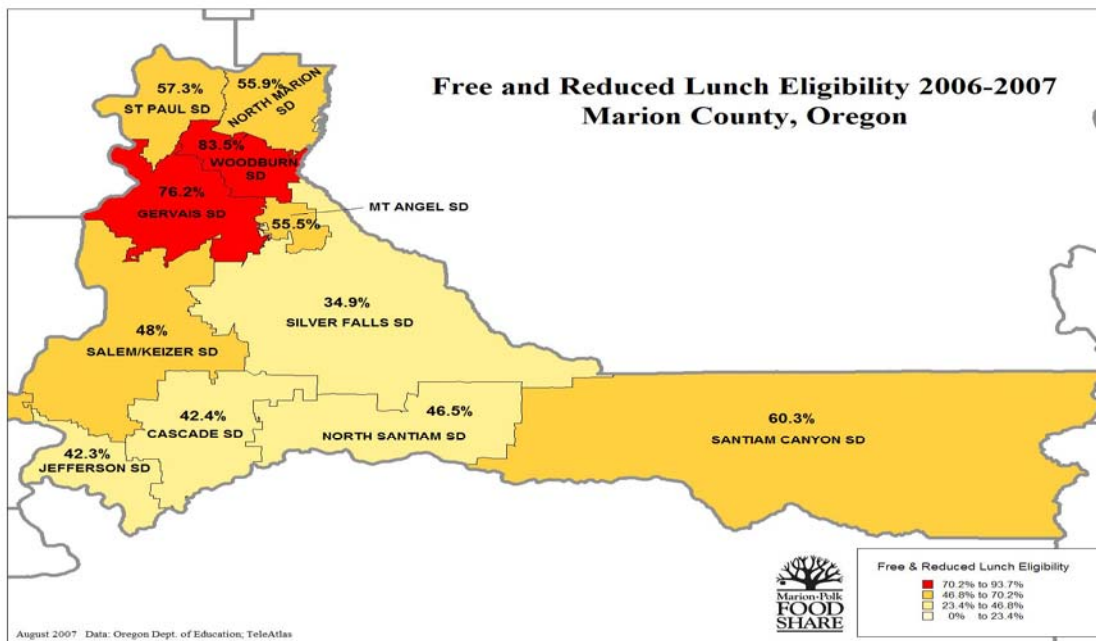 Free and Reduced Lunch Eligibility 2006-2007
Marion County, Oregon
57.3%
ST PAUL SD
55.9%
NORTH MARION
SD
83.5%
WOODBURN
SD
76.2%
GERVAIS SD
MT ANGEL SD
55.5%
34.9%
SILVER FALLS SD
48%
SALEM/KEIZER SD
42.4%
CASCADE SD
46.5%
NORTH SANTIAM SD
60.3%
SANTIAM CANYON SD
42.3%
JEFFERSON SD
Marion-Polk
FOOD
SHARE
Free & Reduced Lunch Eligibility
70.2% to 93.7%
46.8% to 70.2%
23.4% to 46.8%
0% to 23.4%
August 2007 Data: Oregon Dept. of Education; TeleAtlas